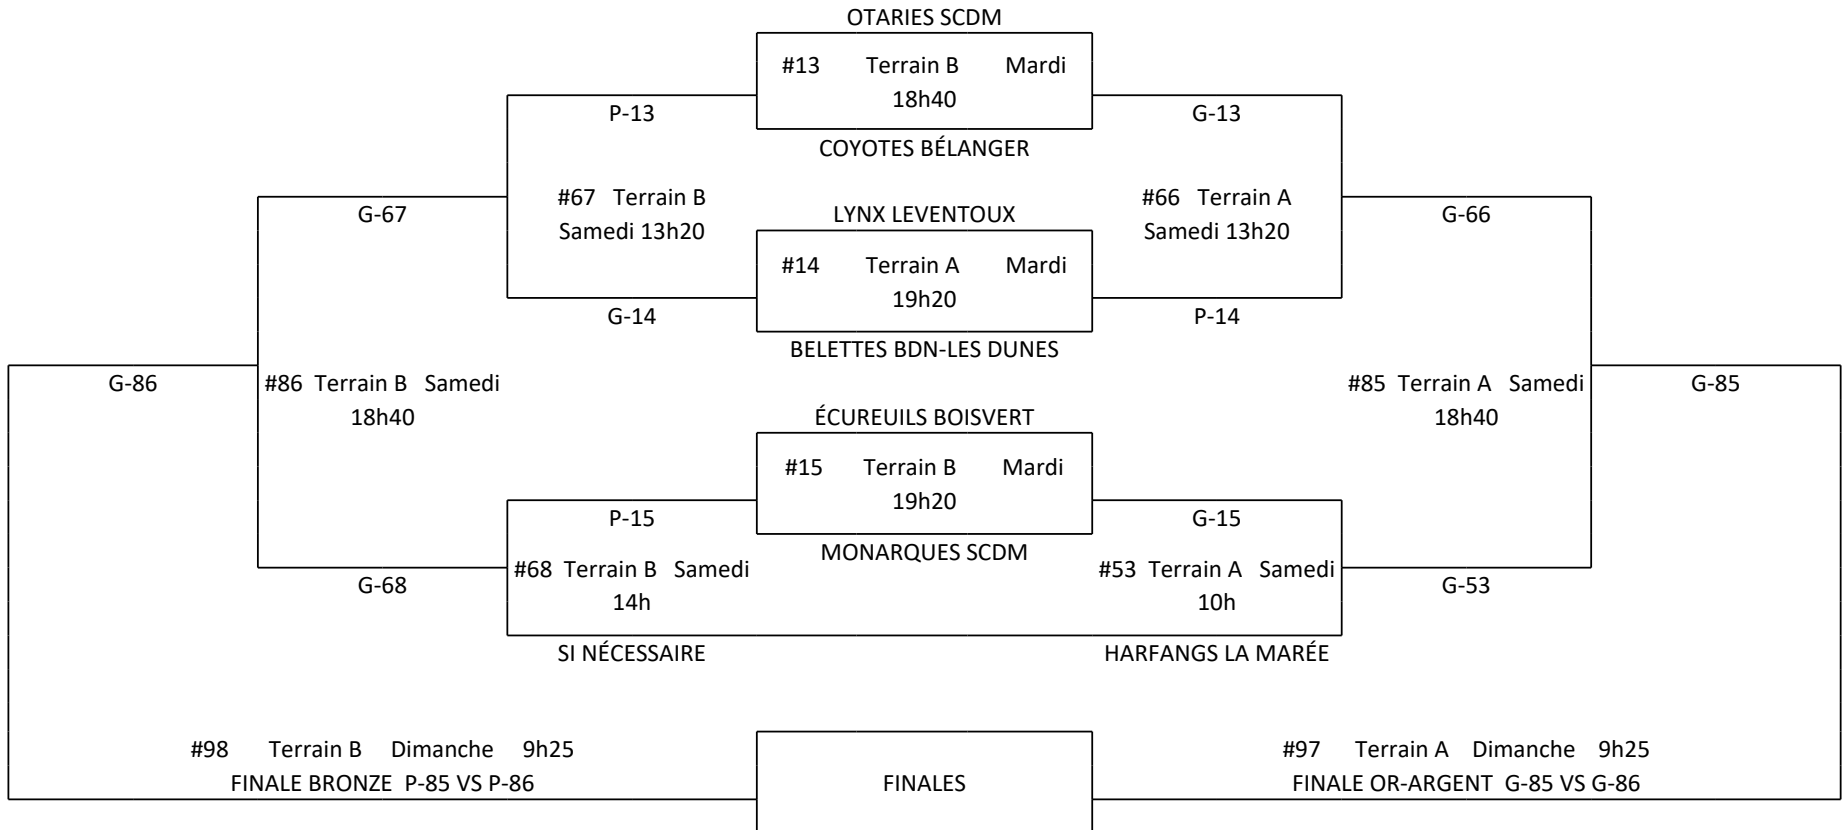 OTARIES SCDM
#13 Terrain B Mardi
18h40
P-13
G-13
COYOTES BÉLANGER
#67 Terrain B
Samedi 13h20
#66 Terrain A
Samedi 13h20
G-67
LYNX LEVENTOUX
G-66
#14 Terrain A Mardi
19h20
G-14
P-14
BELETTES BDN-LES DUNES
G-86
#86 Terrain B Samedi
18h40
#85 Terrain A Samedi
18h40
G-85
ÉCUREUILS BOISVERT
#15 Terrain B Mardi
19h20
P-15
G-15
MONARQUES SCDM
#68 Terrain B Samedi
14h
#53 Terrain A Samedi
10h
G-68
G-53
SI NÉCESSAIRE
HARFANGS LA MARÉE
#98 Terrain B Dimanche 9h25
FINALE BRONZE P-85 VS P-86
FINALES
#97 Terrain A Dimanche 9h25
FINALE OR-ARGENT G-85 VS G-86